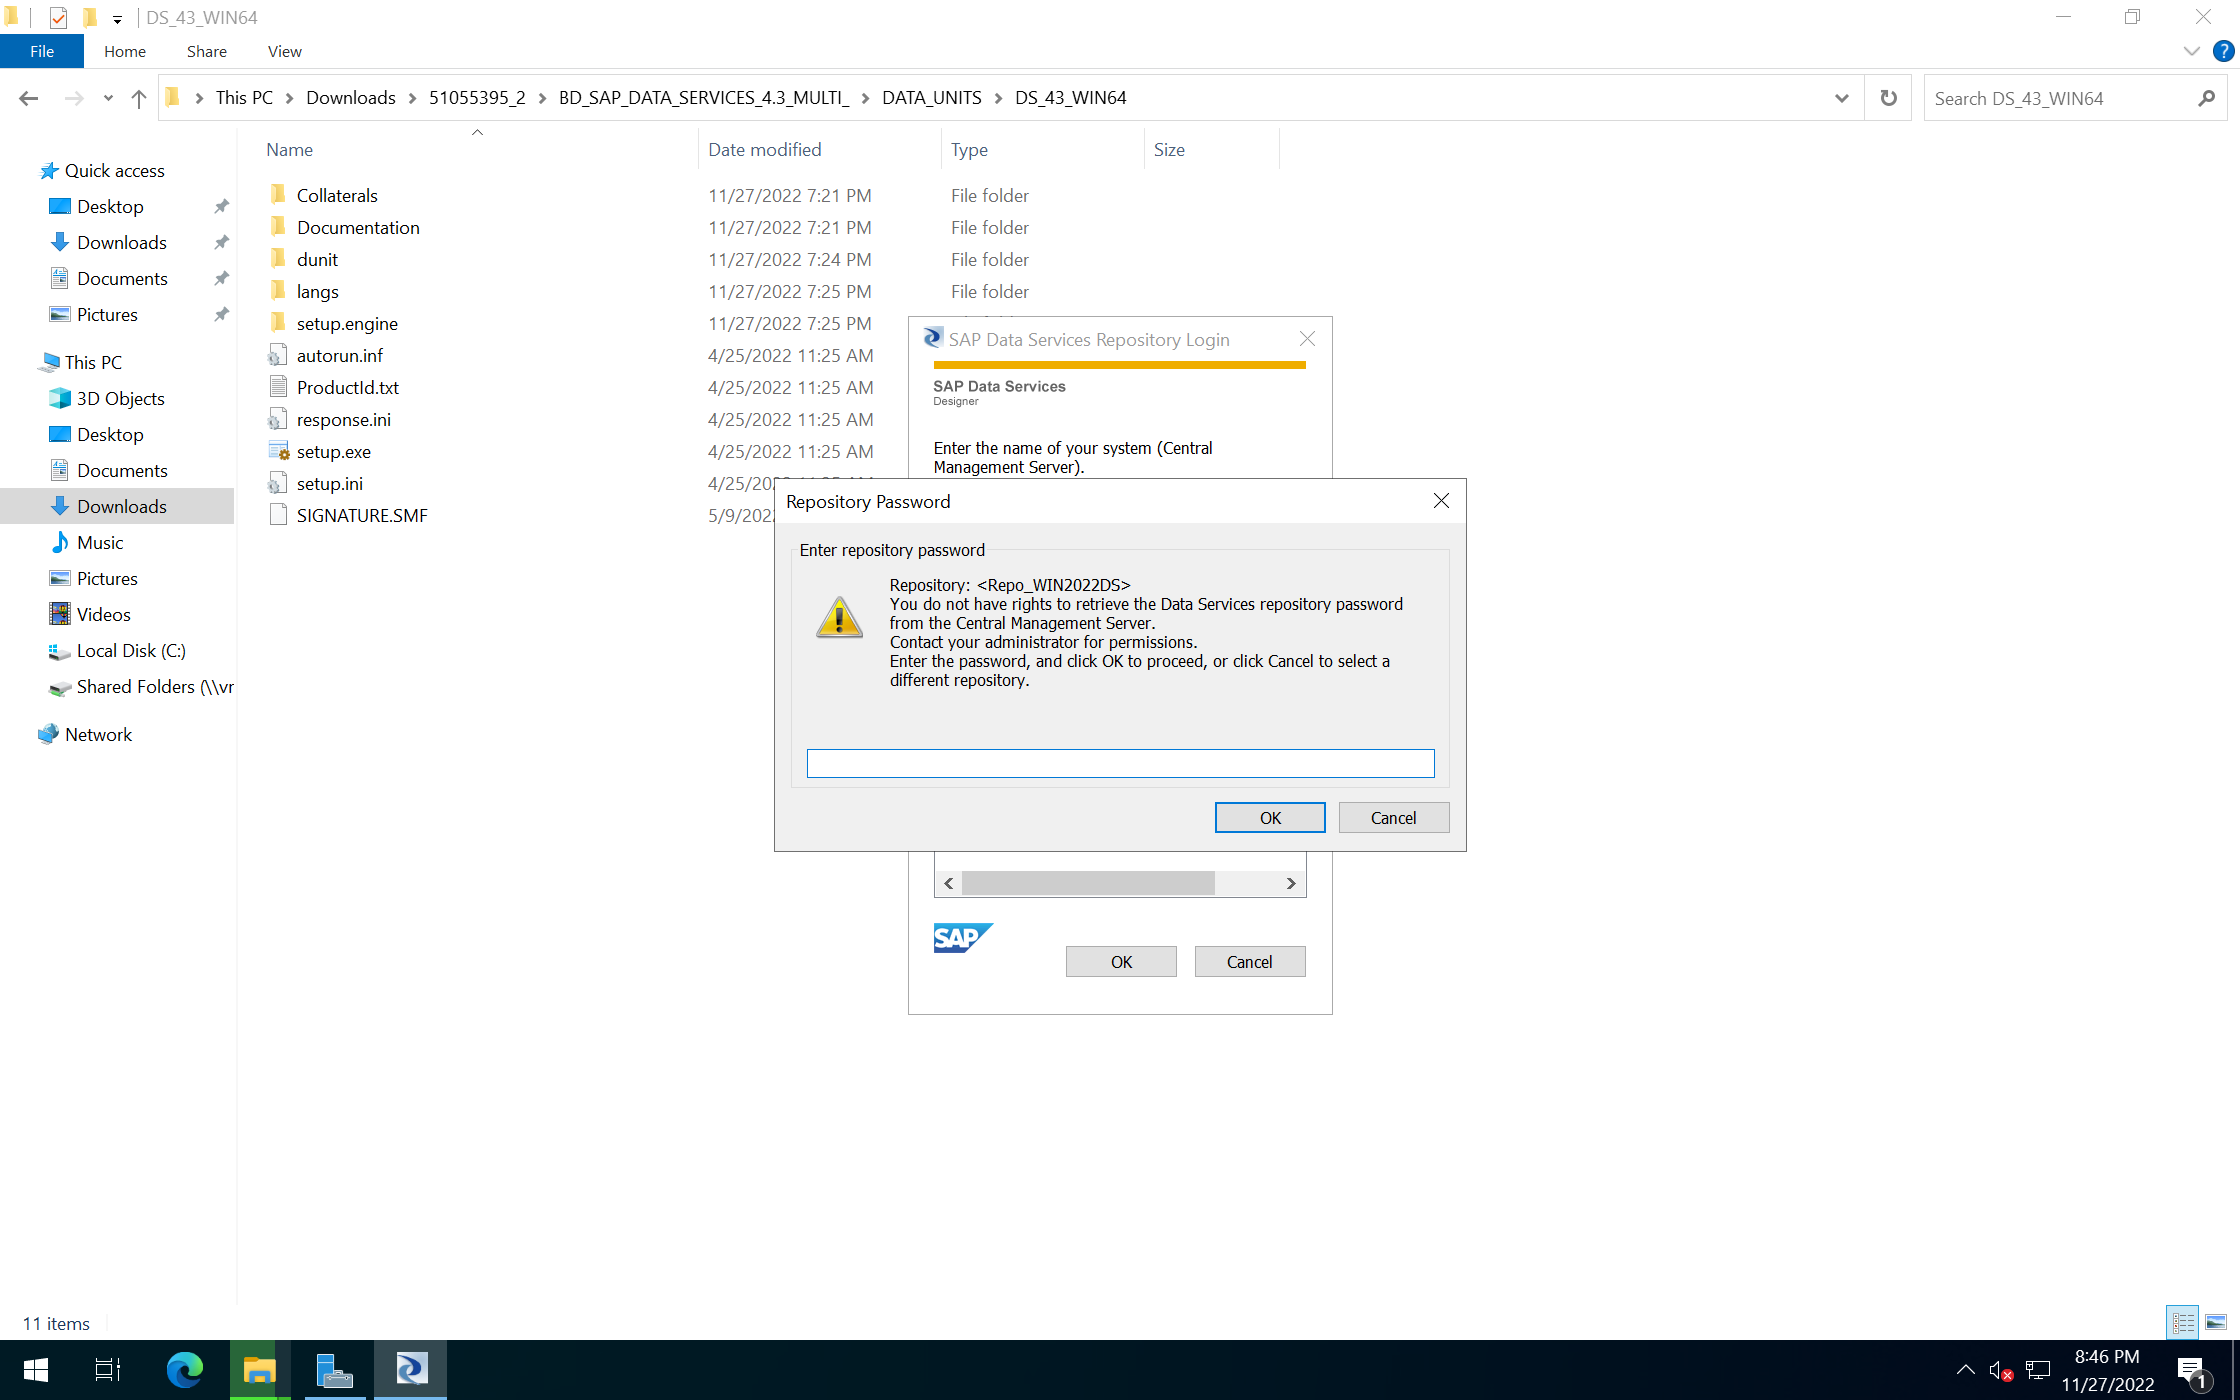 DS_43_WIN64
File Home Share View
This PC Downloads 51055395_2 BD_SAP_DATA_SERVICES_4.3_MULTI_ DATA_UNITS DS_43_WIN64
Search DS_43_WIN64
Name Date modified Type Size
Quick access
Desktop
Downloads
Documents
Pictures
This PC
3D Objects
Desktop
Documents
Downloads
Music
Pictures
Videos
Local Disk (C:)
Shared Folders (\\vr
Network
Collaterals 11/27/2022 7:21 PM File folder
Documentation 11/27/2022 7:21 PM File folder
dunit 11/27/2022 7:24 PM File folder
langs 11/27/2022 7:25 PM File folder
setup.engine 11/27/2022 7:25 PM
autorun.inf 4/25/2022 11:25 AM
ProductId.txt 4/25/2022 11:25 AM
response.ini 4/25/2022 11:25 AM
setup.exe 4/25/2022 11:25 AM
setup.ini 4/25/20
SIGNATURE.SMF 5/9/2022
SAP Data Services Repository Login
SAP Data Services
Designer
Enter the name of your system (Central
Management Server).
Repository Password
Enter repository password
Repository: <Repo_WIN2022DS>
You do not have rights to retrieve the Data Services repository password
from the Central Management Server.
Contact your administrator for permissions.
Enter the password, and click OK to proceed, or click Cancel to select a
different repository.
OK Cancel
SAP
OK Cancel
11 items
8:46 PM
11/27/2022
1